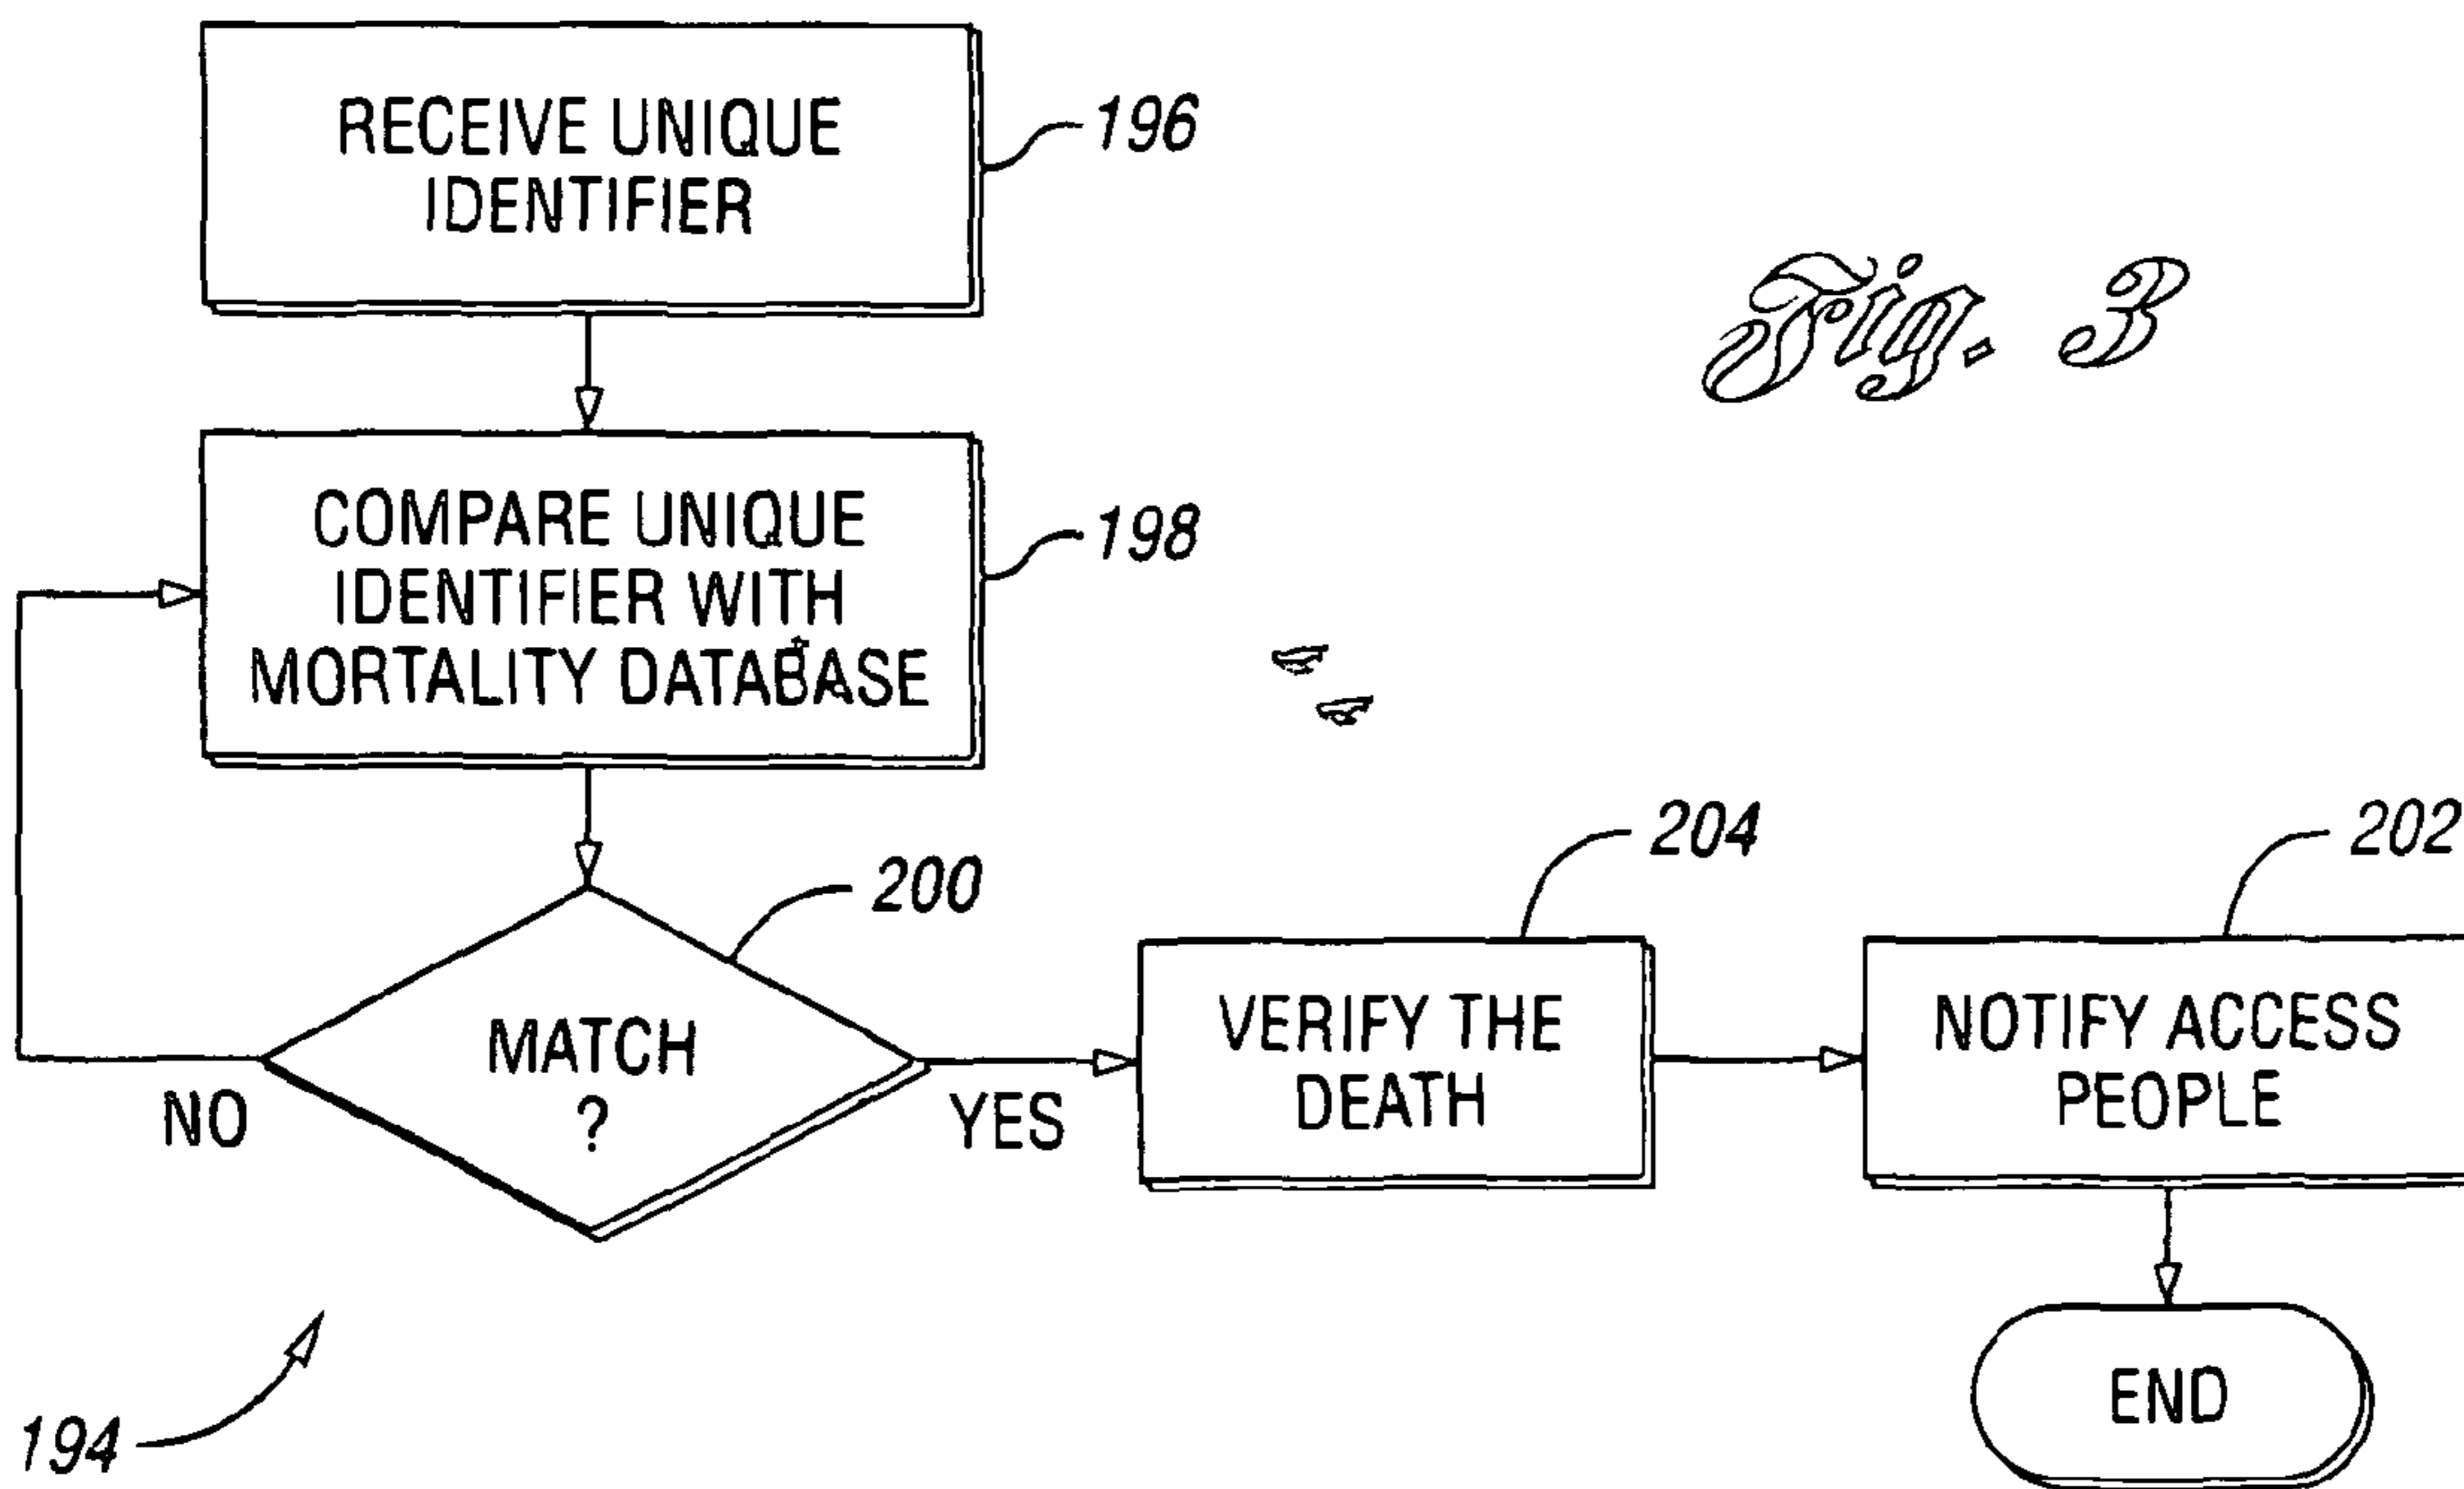 RECEIVE UNIQUE
IDENTIFIER
196
Fig. 3
COMPARE UNIQUE
IDENTIFIER WITH
MORTALITY DATABASE
198
200
204
202
MATCH
?
NO
YES
VERIFY THE
DEATH
NOTIFY ACCESS
PEOPLE
END
194